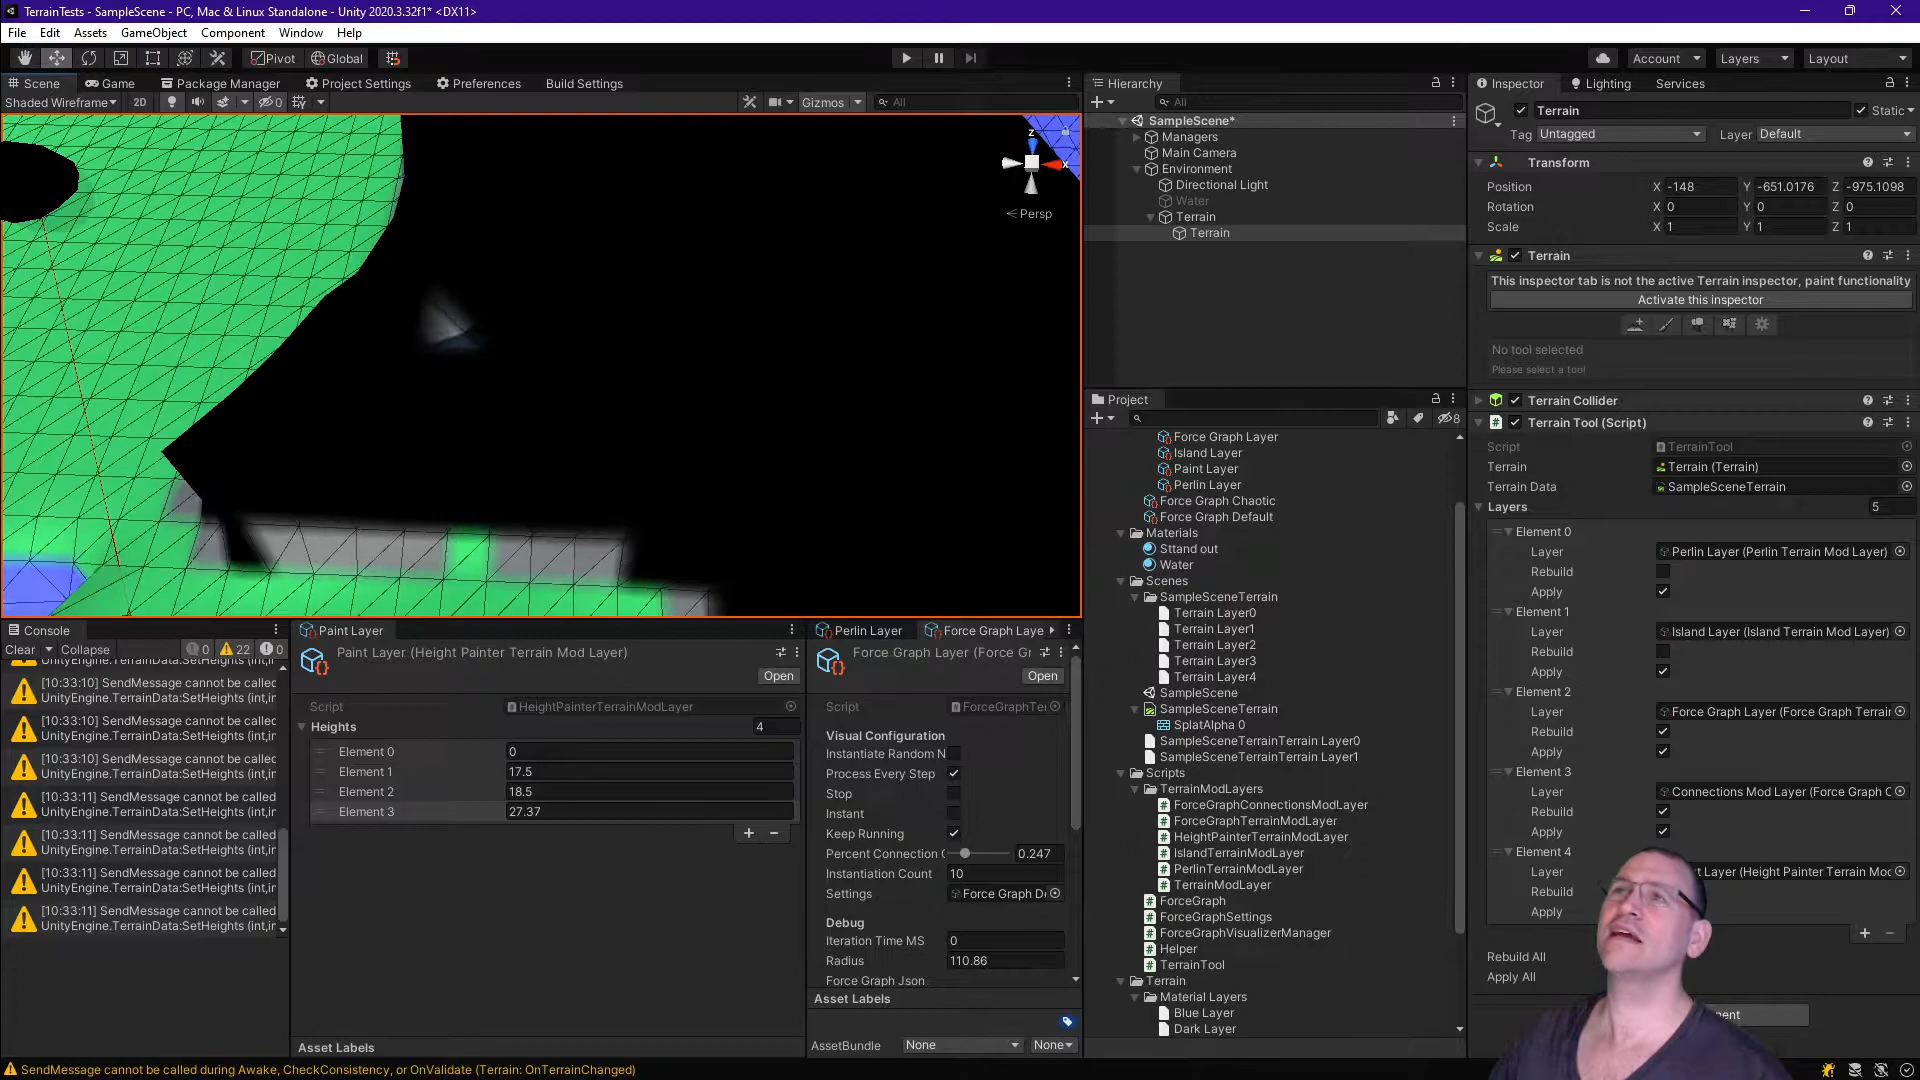 TerrainTests - SampleScene - PC, Mac & Linux Standalone - Unity 2020.3.32f1* <DX11>
File Edit Assets GameObject Component Window Help
Pivot Global Account Layers Layout
Scene Game Package Manager Project Settings Preferences Build Settings
Shaded Wireframe 2D 0 Gizmos All
z
x
Persp
Hierarchy
All
SampleScene*
Managers
Main Camera
Environment
Directional Light
Water
Terrain
Terrain
Project
8
Force Graph Layer
Island Layer
Paint Layer
Perlin Layer
Force Graph Chaotic
Force Graph Default
Materials
Sttand out
Water
Scenes
SampleSceneTerrain
Terrain Layer0
Terrain Layer1
Terrain Layer2
Terrain Layer3
Terrain Layer4
SampleScene
SampleSceneTerrain
SplatAlpha 0
SampleSceneTerrainTerrain Layer0
SampleSceneTerrainTerrain Layer1
Scripts
TerrainModLayers
ForceGraphConnectionsModLayer
ForceGraphTerrainModLayer
HeightPainterTerrainModLayer
IslandTerrainModLayer
PerlinTerrainModLayer
TerrainModLayer
ForceGraph
ForceGraphSettings
ForceGraphVisualizerManager
Helper
TerrainTool
Terrain
Material Layers
Blue Layer
Dark Layer
Inspector Lighting Services
Terrain Static
Tag Untagged Layer Default
Transform
Position X -148 Y -651.0176 Z -975.1098
Rotation X 0 Y 0 Z 0
Scale X 1 Y 1 Z 1
Terrain
This inspector tab is not the active Terrain inspector, paint functionality
Activate this inspector
No tool selected
Please select a tool
Terrain Collider
Terrain Tool (Script)
Script TerrainTool
Terrain Terrain (Terrain)
Terrain Data SampleSceneTerrain
Layers 5
Element 0
Layer Perlin Layer (Perlin Terrain Mod Layer)
Rebuild
Apply
Element 1
Layer Island Layer (Island Terrain Mod Layer)
Rebuild
Apply
Element 2
Layer Force Graph Layer (Force Graph Terrain
Rebuild
Apply
Element 3
Layer Connections Mod Layer (Force Graph C
Rebuild
Apply
Element 4
Layer t Layer (Height Painter Terrain Moc
Rebuild
Apply
Rebuild All
Apply All
Console
Clear Collapse 0 22 0
UnityEngine.TerrainData:SetHeights (int,in
[10:33:10] SendMessage cannot be called
UnityEngine.TerrainData:SetHeights (int,in
[10:33:10] SendMessage cannot be called
UnityEngine.TerrainData:SetHeights (int,in
[10:33:10] SendMessage cannot be called
UnityEngine.TerrainData:SetHeights (int,in
[10:33:11] SendMessage cannot be called
UnityEngine.TerrainData:SetHeights (int,in
[10:33:11] SendMessage cannot be called
UnityEngine.TerrainData:SetHeights (int,in
[10:33:11] SendMessage cannot be called
UnityEngine.TerrainData:SetHeights (int,in
[10:33:11] SendMessage cannot be called
UnityEngine.TerrainData:SetHeights (int,in
Paint Layer
Paint Layer (Height Painter Terrain Mod Layer)
Open
Script HeightPainterTerrainModLayer
Heights 4
Element 0 0
Element 1 17.5
Element 2 18.5
Element 3 27.37
Asset Labels
Perlin Layer Force Graph Laye
Force Graph Layer (Force Gr
Open
Script ForceGraphTer
Visual Configuration
Instantiate Random N
Process Every Step
Stop
Instant
Keep Running
Percent Connection C 0.247
Instantiation Count 10
Settings Force Graph De
Debug
Iteration Time MS 0
Radius 110.86
Force Graph Json
Asset Labels
AssetBundle None None
SendMessage cannot be called during Awake, CheckConsistency, or OnValidate (Terrain: OnTerrainChanged)